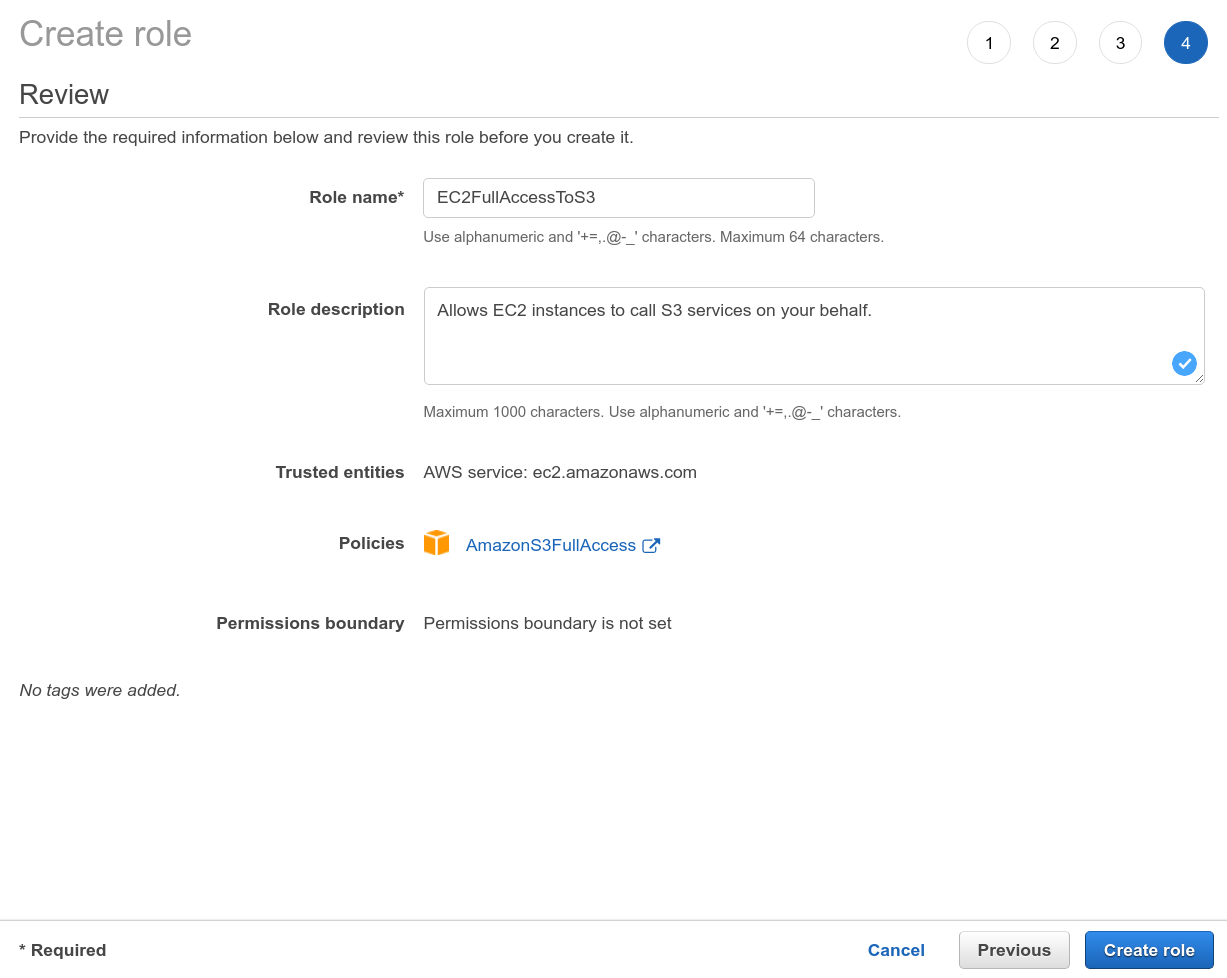 Create role
1 2 3 4
Review
Provide the required information below and review this role before you create it.
Role name* EC2FullAccessToS3
Use alphanumeric and '+=,.@-_' characters. Maximum 64 characters.
Role description Allows EC2 instances to call S3 services on your behalf.
Maximum 1000 characters. Use alphanumeric and '+=,.@-_' characters.
Trusted entities AWS service: ec2.amazonaws.com
Policies AmazonS3FullAccess
Permissions boundary Permissions boundary is not set
No tags were added.
* Required Cancel Previous Create role